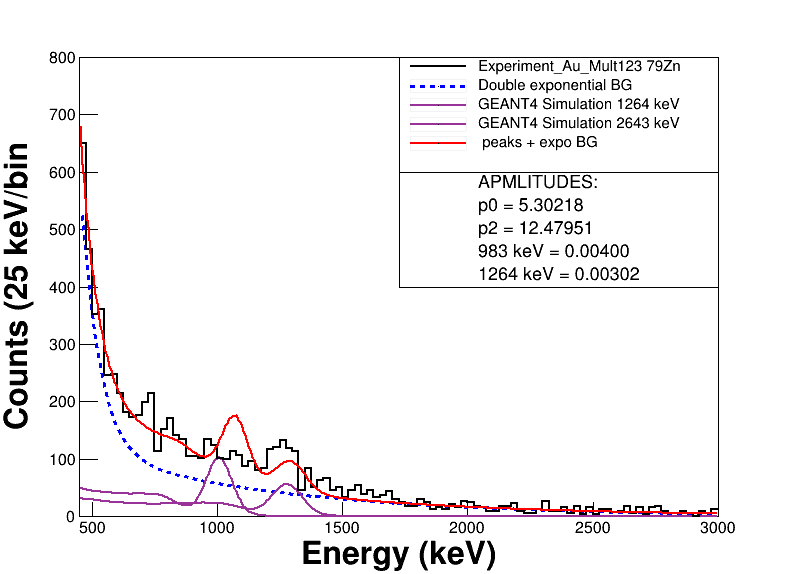 800
700
600
500
400
300
200
100
0
Counts (25 keV/bin
Experiment_Au_Mult123 79Zn
Double exponential BG
GEANT4 Simulation 1264 keV
GEANT4 Simulation 2643 keV
peaks + expo BG
APMLITUDES:
p0 = 5.30218
p2 = 12.47951
983 keV = 0.00400
1264 keV = 0.00302
500 1000 1500 2000 2500 3000
Energy (keV)